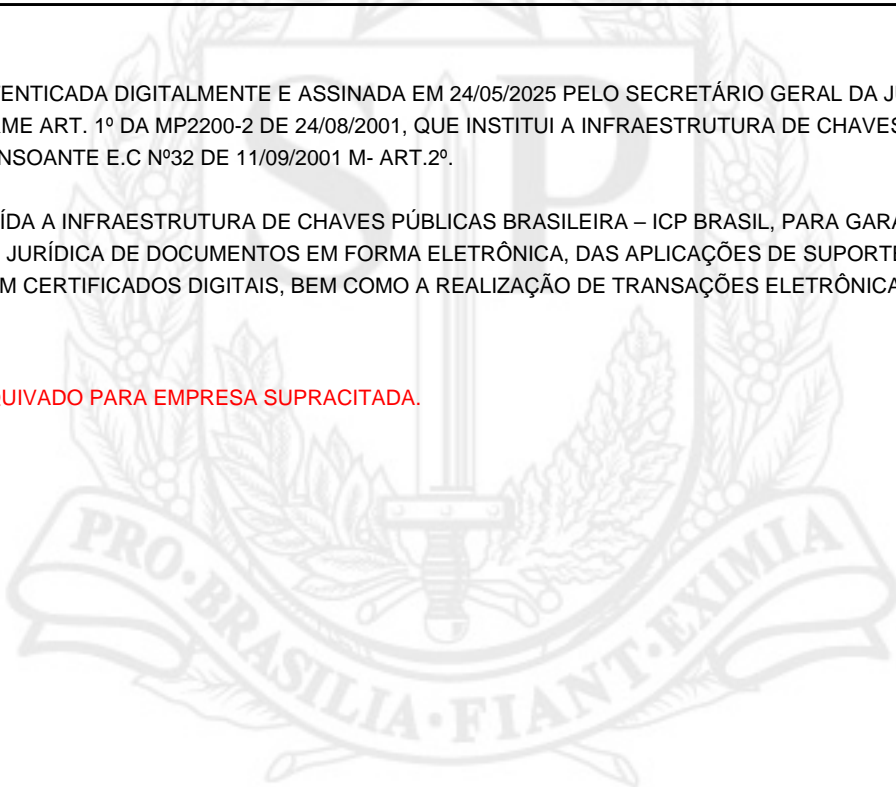 ENTICADA DIGITALMENTE E ASSINADA EM 24/05/2025 PELO SECRETÁRIO GERAL DA J
ME ART. 1º DA MP2200-2 DE 24/08/2001, QUE INSTITUI A INFRAESTRUTURA DE CHAVES
NSOANTE E.C Nº32 DE 11/09/2001 M- ART.2º.
ÍDA A INFRAESTRUTURA DE CHAVES PÚBLICAS BRASILEIRA – ICP BRASIL, PARA GARA
JURÍDICA DE DOCUMENTOS EM FORMA ELETRÔNICA, DAS APLICAÇÕES DE SUPORTE
M CERTIFICADOS DIGITAIS, BEM COMO A REALIZAÇÃO DE TRANSAÇÕES ELETRÔNICA
UIVADO PARA EMPRESA SUPRACITADA.
SP
PRO·BRASILIA·FIANT·EXIMIA